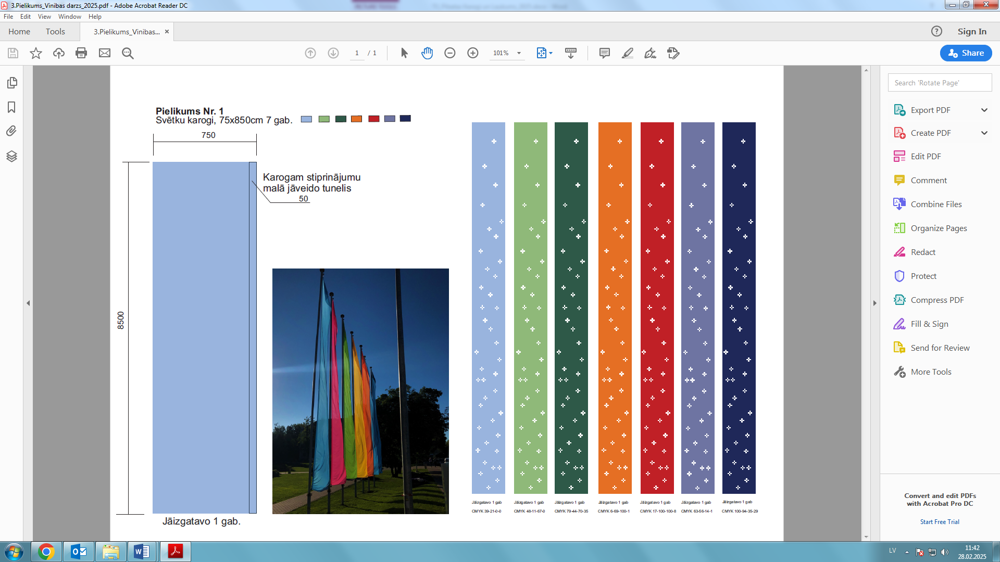 3.Pielikums_Vinibas darzs_2025.pdf - Adobe Acrobat Reader DC
File Edit View Window Help
Home Tools 3.Pielikums_Vinibas... × Sign In
1 / 1 101% Share
Search 'Rotate Page'
Export PDF
Create PDF
Edit PDF
Comment
Combine Files
Organize Pages
Redact
Protect
Compress PDF
Fill & Sign
Send for Review
More Tools
Convert and edit PDFs
with Acrobat Pro DC
Start Free Trial
Pielikums Nr. 1
Svētku karogi, 75x850cm 7 gab.
750
Karogam stiprinājumu
malā jāveido tunelis
50
8500
Jāizgatavo 1 gab.
Jāizgatavo 1 gab Jāizgatavo 1 gab Jāizgatavo 1 gab Jāizgatavo 1 gab Jāizgatavo 1 gab Jāizgatavo 1 gab Jāizgatavo 1 gab
CMYK 39-21-0-0 CMYK 48-11-67-0 CMYK 79-44-70-35 CMYK 6-69-100-1 CMYK 17-100-100-8 CMYK 63-56-14-1 CMYK 100-94-35-29
LV
11:42
28.02.2025